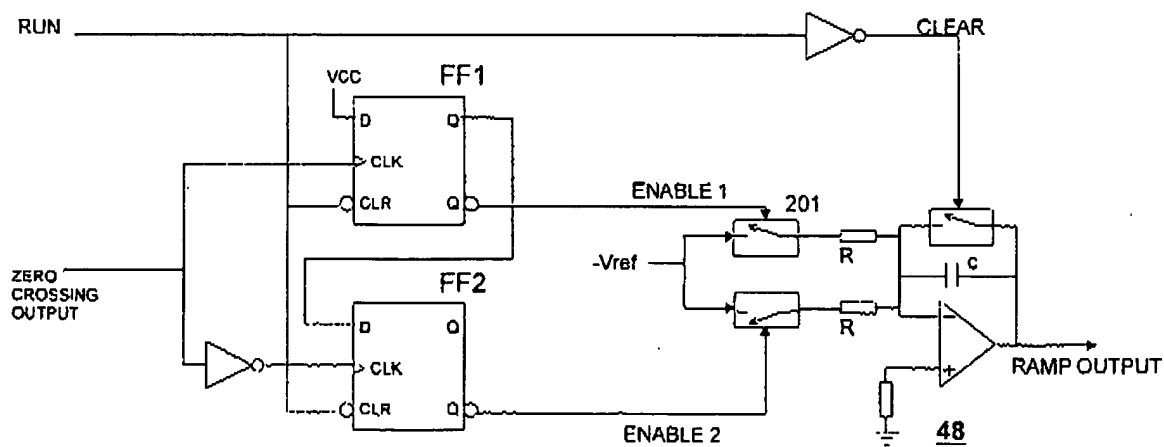 RUN
CLEAR
FF1
VCC
D
Q
CLK
CLR
Q
ENABLE 1
201
R
-Vref
C
R
ZERO
CROSSING
OUTPUT
FF2
D
Q
CLK
CLR
Q
ENABLE 2
RAMP OUTPUT
48